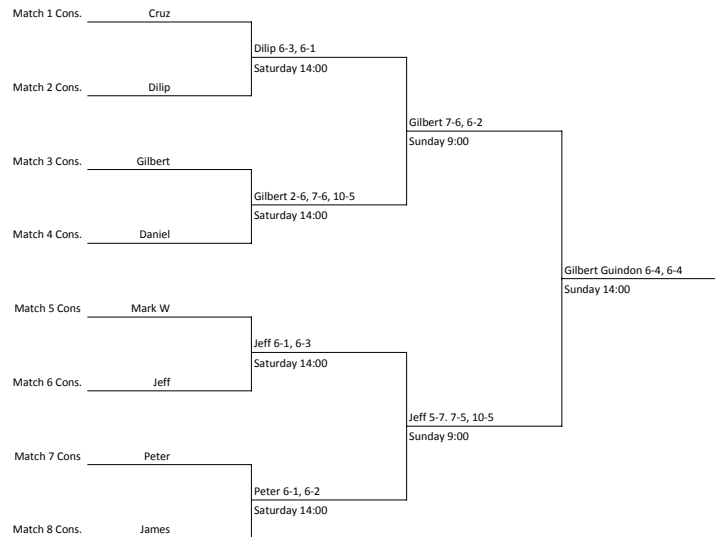 Match 1 Cons. Cruz
Dilip 6-3, 6-1
Saturday 14:00
Match 2 Cons. Dilip
Gilbert 7-6, 6-2
Sunday 9:00
Match 3 Cons. Gilbert
Gilbert 2-6, 7-6, 10-5
Saturday 14:00
Match 4 Cons. Daniel
Gilbert Guindon 6-4, 6-4
Sunday 14:00
Match 5 Cons Mark W
Jeff 6-1, 6-3
Saturday 14:00
Match 6 Cons. Jeff
Jeff 5-7. 7-5, 10-5
Sunday 9:00
Match 7 Cons Peter
Peter 6-1, 6-2
Saturday 14:00
Match 8 Cons. James